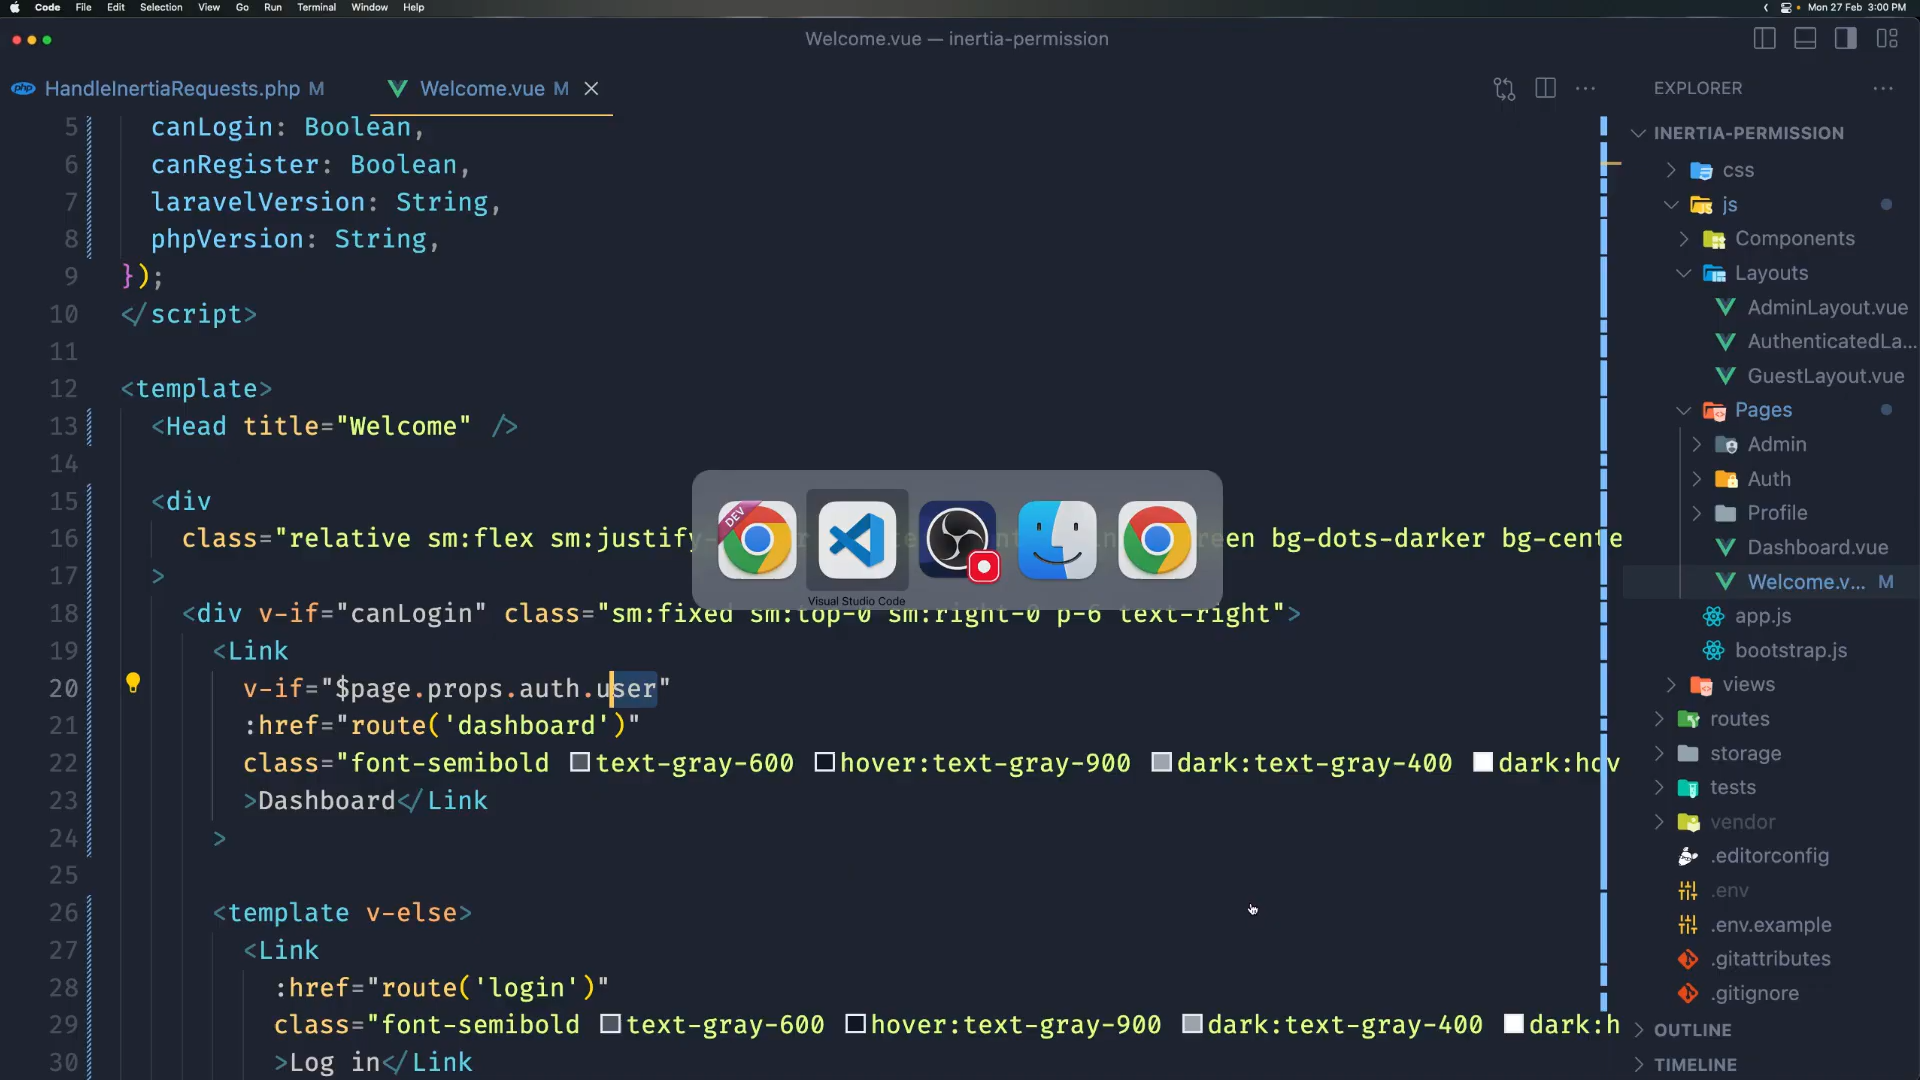 Code File Edit Selection View Go Run Terminal Window Help Mon 27 Feb 3:00 PM
Welcome.vue — inertia-permission
HandleInertiaRequests.php M Welcome.vue M
5 canLogin: Boolean,
6 canRegister: Boolean,
7 laravelVersion: String,
8 phpVersion: String,
9 });
10 </script>
11
12 <template>
13 <Head title="Welcome" />
14
15 <div
16 class="relative sm:flex sm:justify- een bg-dots-darker bg-cente
17 >
18 <div v-if="canLogin" class="sm:fixed sm:top-0 sm:right-0 p-6 text-right">
19 <Link
20 v-if="$page.props.auth.user"
21 :href="route('dashboard')"
22 class="font-semibold text-gray-600 hover:text-gray-900 dark:text-gray-400 dark:hov
23 >Dashboard</Link
24 >
25
26 <template v-else>
27 <Link
28 :href="route('login')"
29 class="font-semibold text-gray-600 hover:text-gray-900 dark:text-gray-400 dark:h
30 >Log in</Link
DEV
Visual Studio Code
EXPLORER
INERTIA-PERMISSION
css
js
Components
Layouts
AdminLayout.vue
AuthenticatedLa...
GuestLayout.vue
Pages
Admin
Auth
Profile
Dashboard.vue
Welcome.v... M
app.js
bootstrap.js
views
routes
storage
tests
vendor
.editorconfig
.env
.env.example
.gitattributes
.gitignore
OUTLINE
TIMELINE